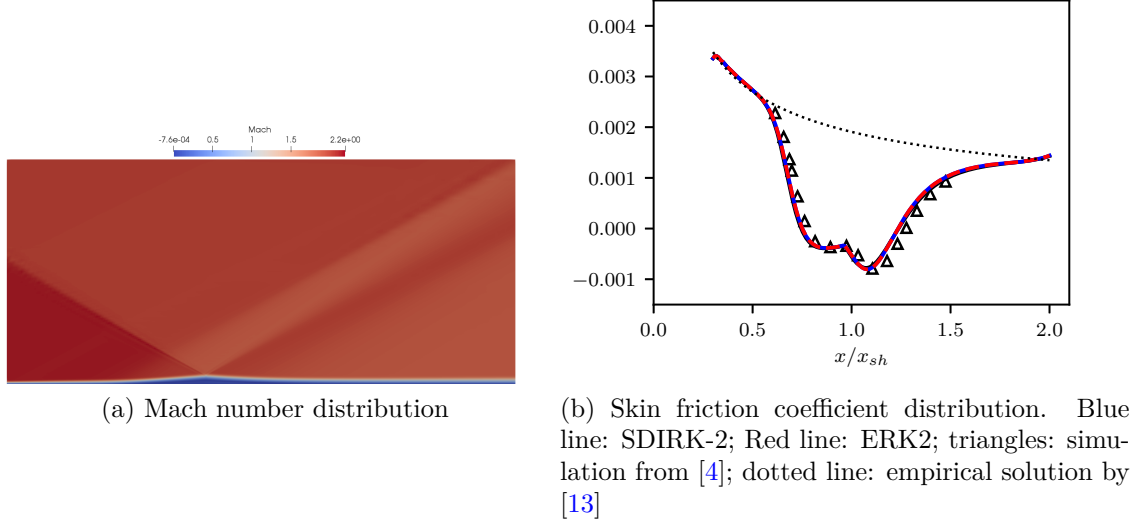 Mach
-7.6e-04 0.5 1 1.5 2.2e+00
(a) Mach number distribution
0.004
0.003
0.002
0.001
0.000
−0.001
0.0 0.5 1.0 1.5 2.0
x/x_sh
(b) Skin friction coefficient distribution. Blue
line: SDIRK-2; Red line: ERK2; triangles: simu-
lation from [4]; dotted line: empirical solution by
[13]